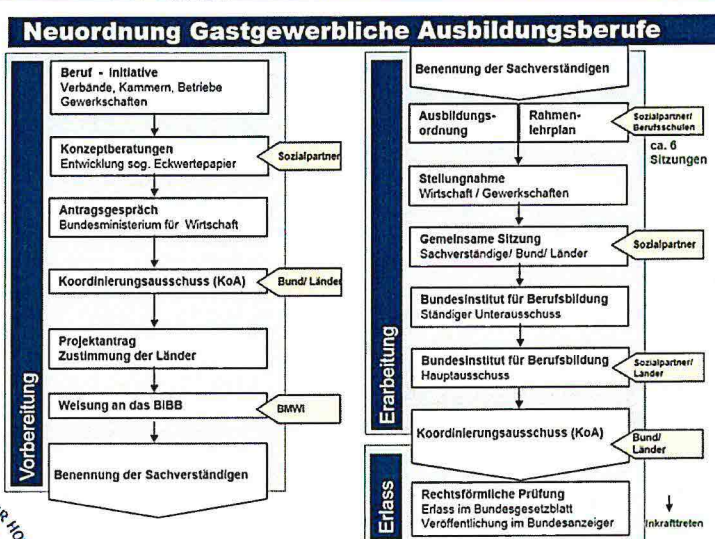 Neuordnung Gastgewerbliche Ausbildungsberufe
Vorbereitung
Beruf - Initiative
Verbände, Kammern, Betriebe
Gewerkschaften
Konzeptberatungen
Entwicklung sog. Eckwertepapier
Sozialpartner
Antragsgespräch
Bundesministerium für Wirtschaft
Koordinierungsausschuss (KoA)
Bund/ Länder
Projektantrag
Zustimmung der Länder
Weisung an das BIBB
BMWI
Benennung der Sachverständigen
Erarbeitung
Benennung der Sachverständigen
Ausbildungs-
ordnung
Rahmen-
lehrplan
Sozialpartner/
Berufsschulen
ca. 6
Sitzungen
Stellungnahme
Wirtschaft / Gewerkschaften
Gemeinsame Sitzung
Sachverständige/ Bund/ Länder
Sozialpartner
Bundesinstitut für Berufsbildung
Ständiger Unterausschuss
Bundesinstitut für Berufsbildung
Hauptausschuss
Sozialpartner/
Länder
Koordinierungsausschuss (KoA)
Bund/
Länder
Erlass
Rechtsförmliche Prüfung
Erlass im Bundesgesetzblatt
Veröffentlichung im Bundesanzeiger
Inkrafttreten